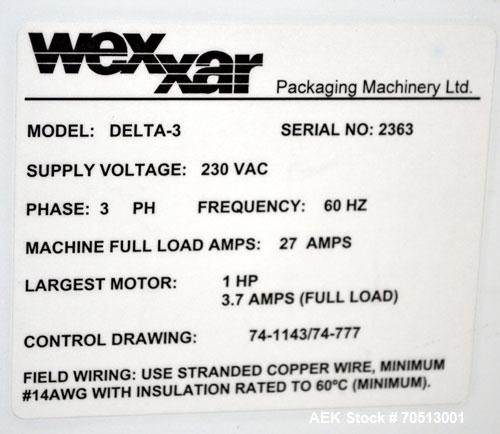 wexxar
Packaging Machinery Ltd.
MODEL: DELTA-3 SERIAL NO: 2363
SUPPLY VOLTAGE: 230 VAC
PHASE: 3 PH FREQUENCY: 60 HZ
MACHINE FULL LOAD AMPS: 27 AMPS
LARGEST MOTOR: 1 HP
3.7 AMPS (FULL LOAD)
CONTROL DRAWING: 74-1143/74-777
FIELD WIRING: USE STRANDED COPPER WIRE, MINIMUM
#14AWG WITH INSULATION RATED TO 60ºC (MINIMUM).
AEK Stock # 70513001